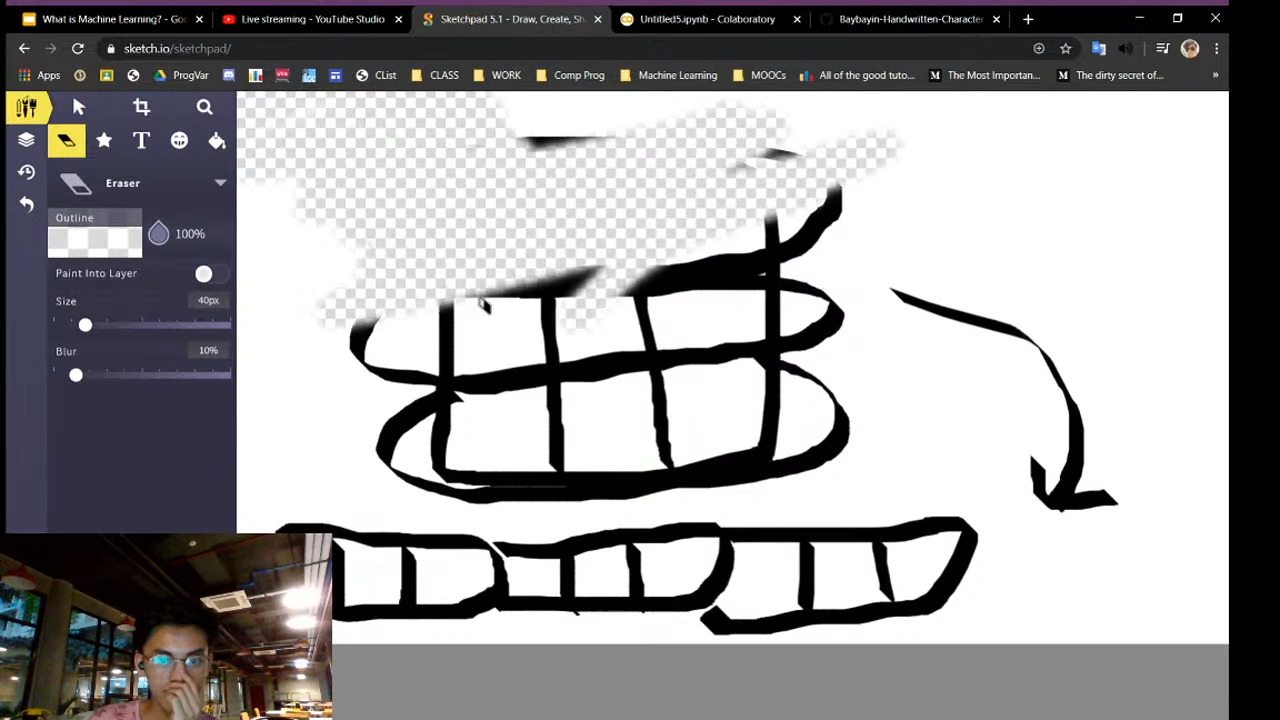 What is Machine Learning? - Goo
Live streaming - YouTube Studio
Sketchpad 5.1 - Draw, Create, Sh
Untitled5.ipynb - Colaboratory
Baybayin-Handwritten-Character
sketch.io/sketchpad/
Apps
ProgVar
CList
CLASS
WORK
Comp Prog
Machine Learning
MOOCs
All of the good tuto...
The Most Importan...
The dirty secret of...
Eraser
Outline
100%
Paint Into Layer
Size
40px
Blur
10%